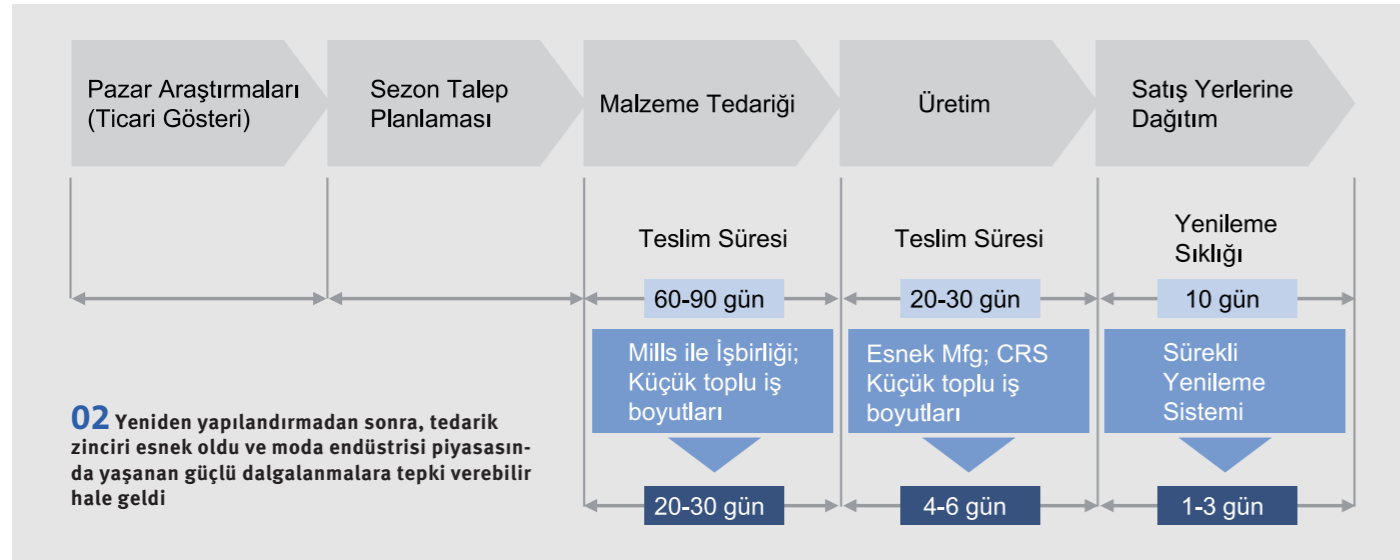 Pazar Araştırmaları
(Ticari Gösteri)
Sezon Talep
Planlaması
Malzeme Tedariği
Üretim
Satış Yerlerine
Dağıtım
Teslim Süresi
Teslim Süresi
Yenileme
Sıklığı
60-90 gün
20-30 gün
10 gün
Mills ile İşbirliği;
Küçük toplu iş
boyutları
Esnek Mfg; CRS
Küçük toplu iş
boyutları
Sürekli
Yenileme
Sistemi
20-30 gün
4-6 gün
1-3 gün
02 Yeniden yapılandırmadan sonra, tedarik
zinciri esnek oldu ve moda endüstrisi piyasasın-
da yaşanan güçlü dalgalanmalara tepki verebilir
hale geldi